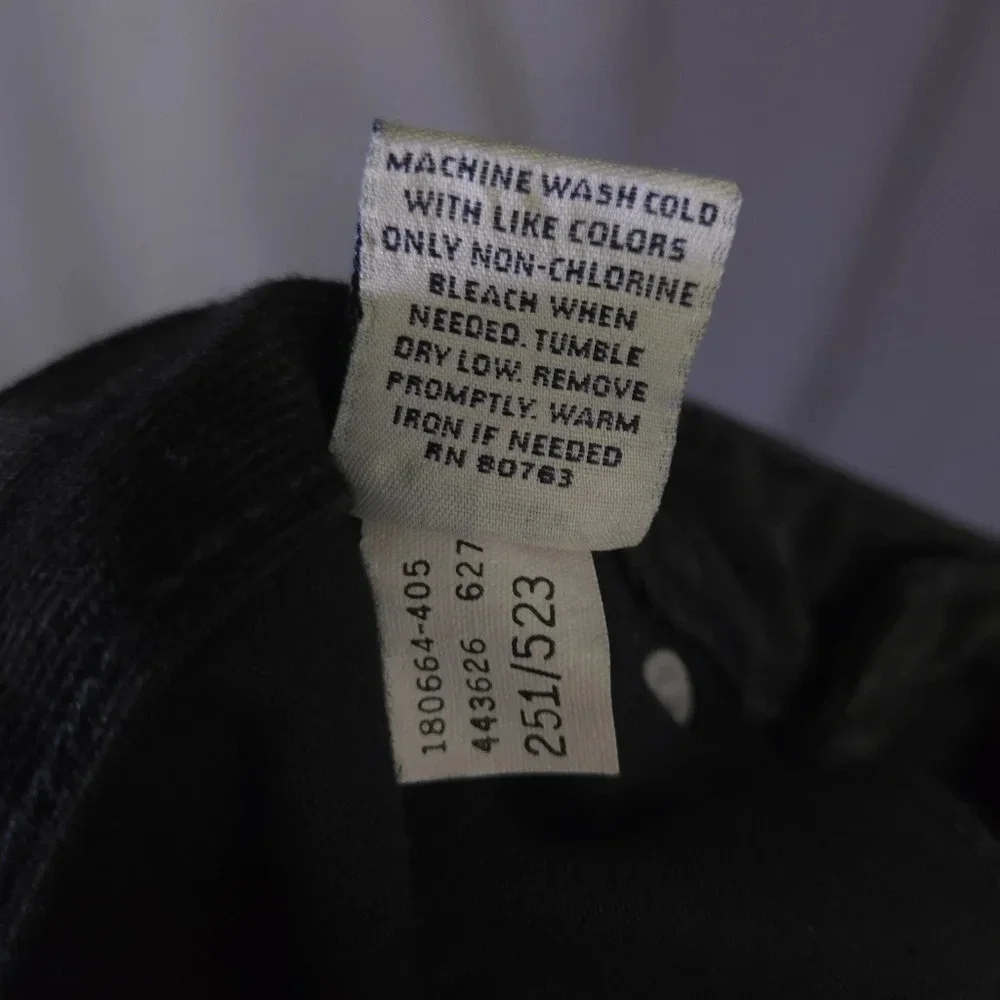 MACHINE WASH COLD
WITH LIKE COLORS
ONLY NON-CHLORINE
BLEACH WHEN
NEEDED. TUMBLE
DRY LOW. REMOVE
PROMPTLY. WARM
IRON IF NEEDED
RN 80763
180664-405
443626 627
251/523